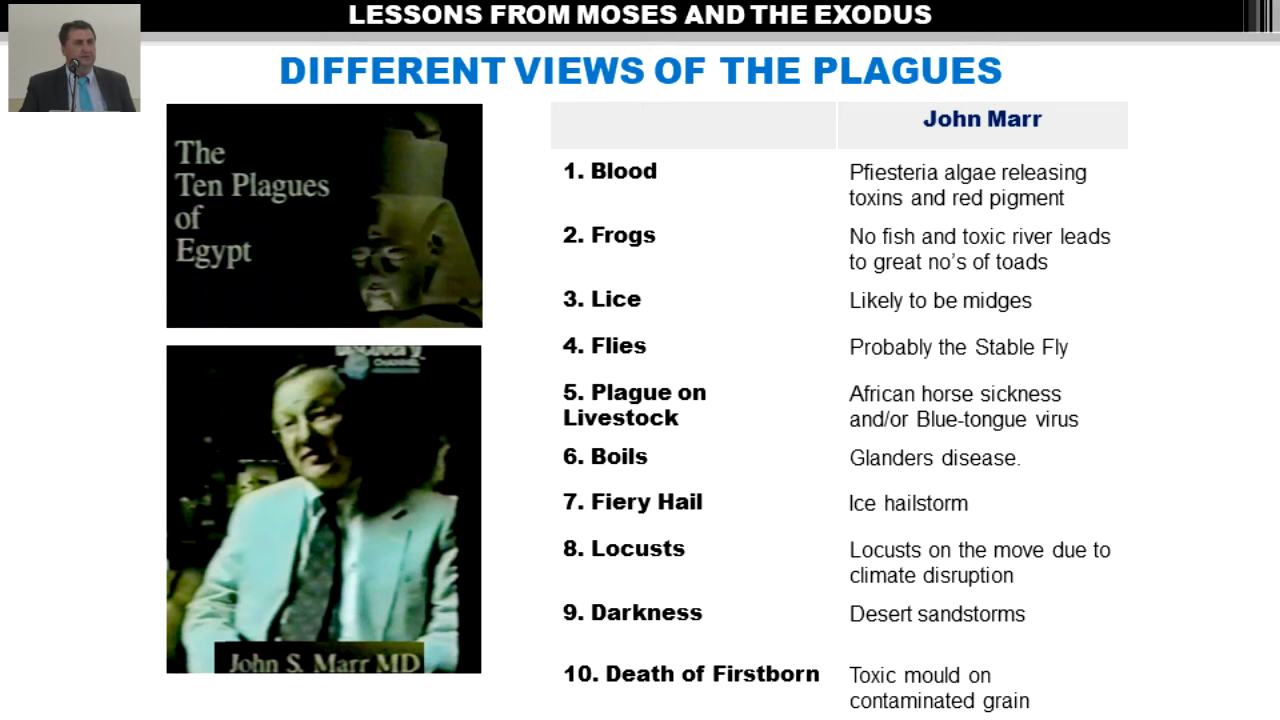 LESSONS FROM MOSES AND THE EXODUS
DIFFERENT VIEWS OF THE PLAGUES
The
Ten Plagues
of
Egypt
CHANNEL
John S. Marr MD
John Marr
1. Blood
Pfiesteria algae releasing
toxins and red pigment
2. Frogs
No fish and toxic river leads
to great no's of toads
3. Lice
Likely to be midges
4. Flies
Probably the Stable Fly
5. Plague on
Livestock
African horse sickness
and/or Blue-tongue virus
6. Boils
Glanders disease.
7. Fiery Hail
Ice hailstorm
8. Locusts
Locusts on the move due to
climate disruption
9. Darkness
Desert sandstorms
10. Death of Firstborn
Toxic mould on
contaminated grain